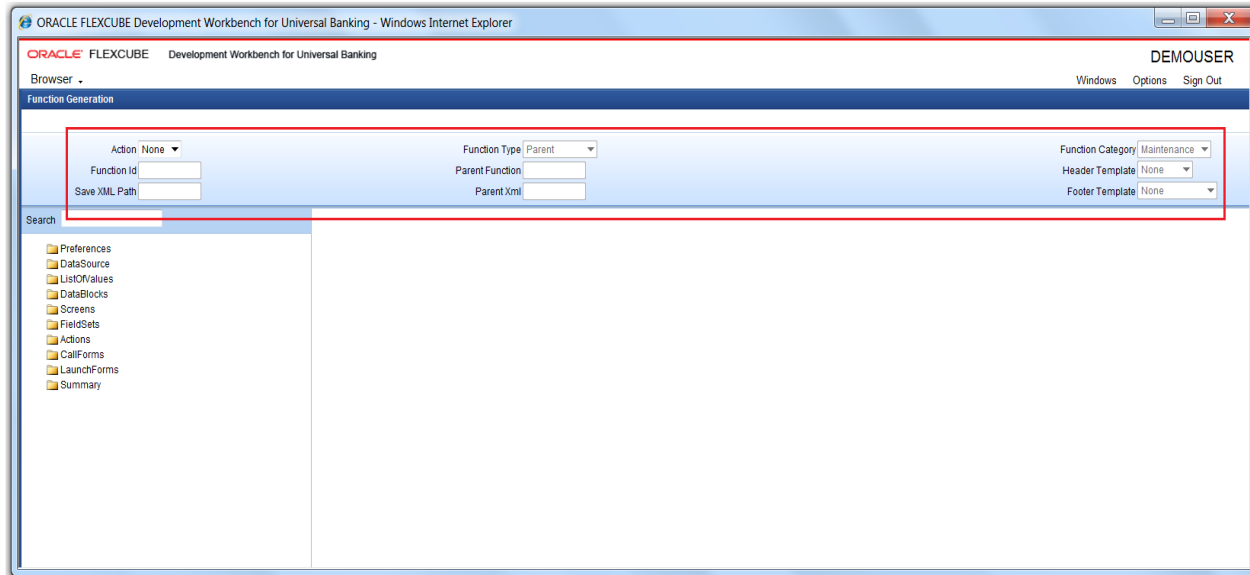 ORACLE FLEXCUBE Development Workbench for Universal Banking - Windows Internet Explorer
ORACLE FLEXCUBE Development Workbench for Universal Banking DEMOUSER
Browser Windows Options Sign Out
Function Generation
Action None Function Type Parent Function Category Maintenance
Function Id Parent Function Header Template None
Save XML Path Parent Xml Footer Template None
Search
Preferences
DataSource
ListOfValues
DataBlocks
Screens
FieldSets
Actions
CallForms
LaunchForms
Summary